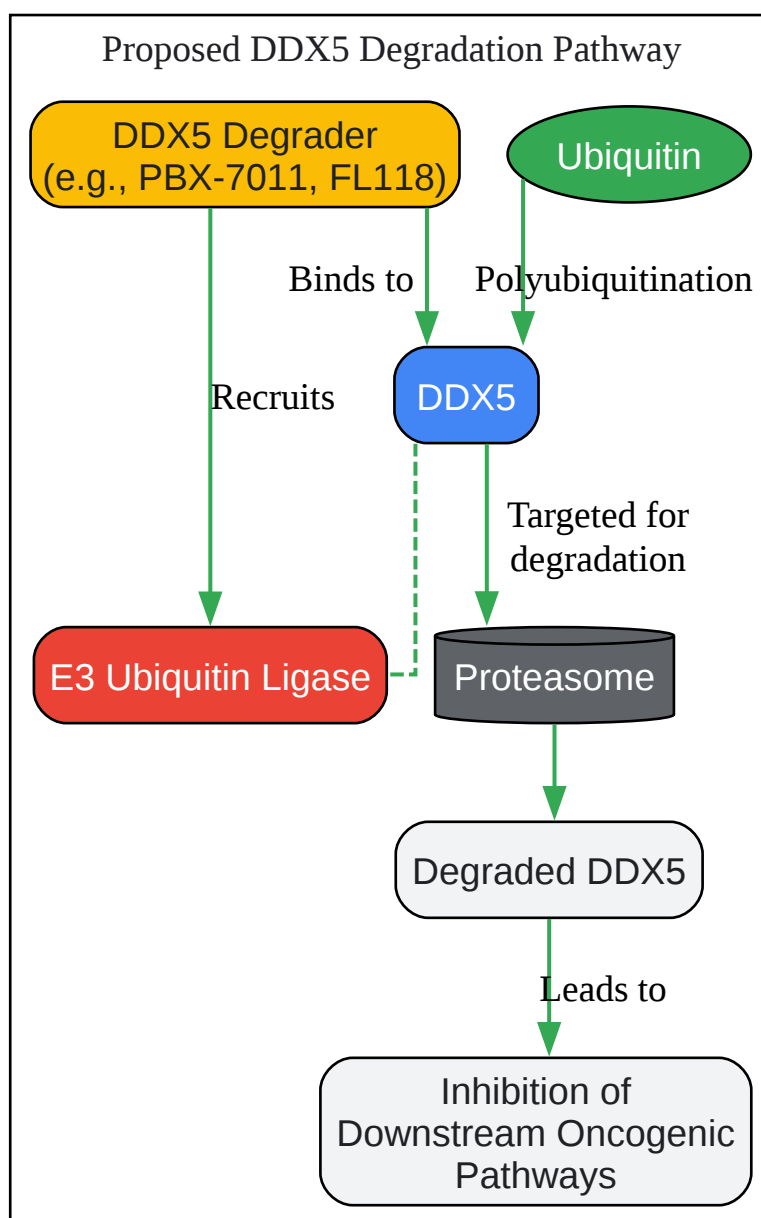 Proposed DDX5 Degradation Pathway
DDX5 Degrader
(e.g., PBX-7011, FL118)
Ubiquitin
Binds to
Polyubiquitination
Recruits
DDX5
Targeted for
degradation
E3 Ubiquitin Ligase
Proteasome
Degraded DDX5
Leads to
Inhibition of
Downstream Oncogenic
Pathways